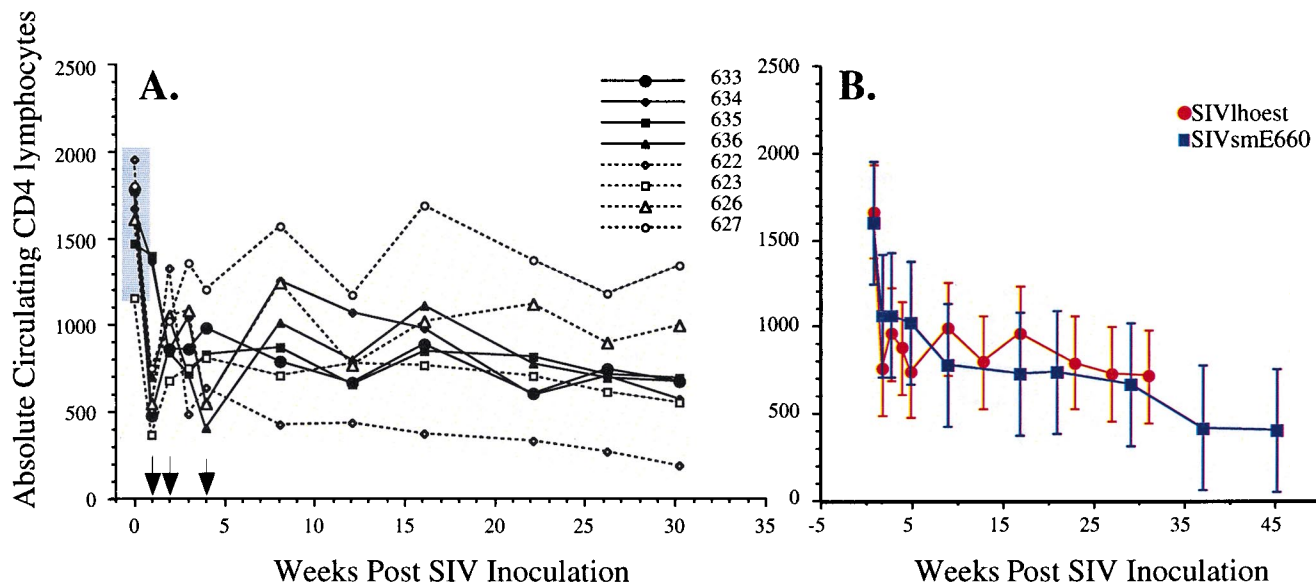 Absolute Circulating CD4 lymphocytes
A.
2500
2000
1500
1000
500
0
633
634
635
636
622
623
626
627
0 5 10 15 20 25 30 35
Weeks Post SIV Inoculation
B.
2500
2000
1500
1000
500
0
SIVlhoest
SIVsmE660
-5 5 15 25 35 45
Weeks Post SIV Inoculation